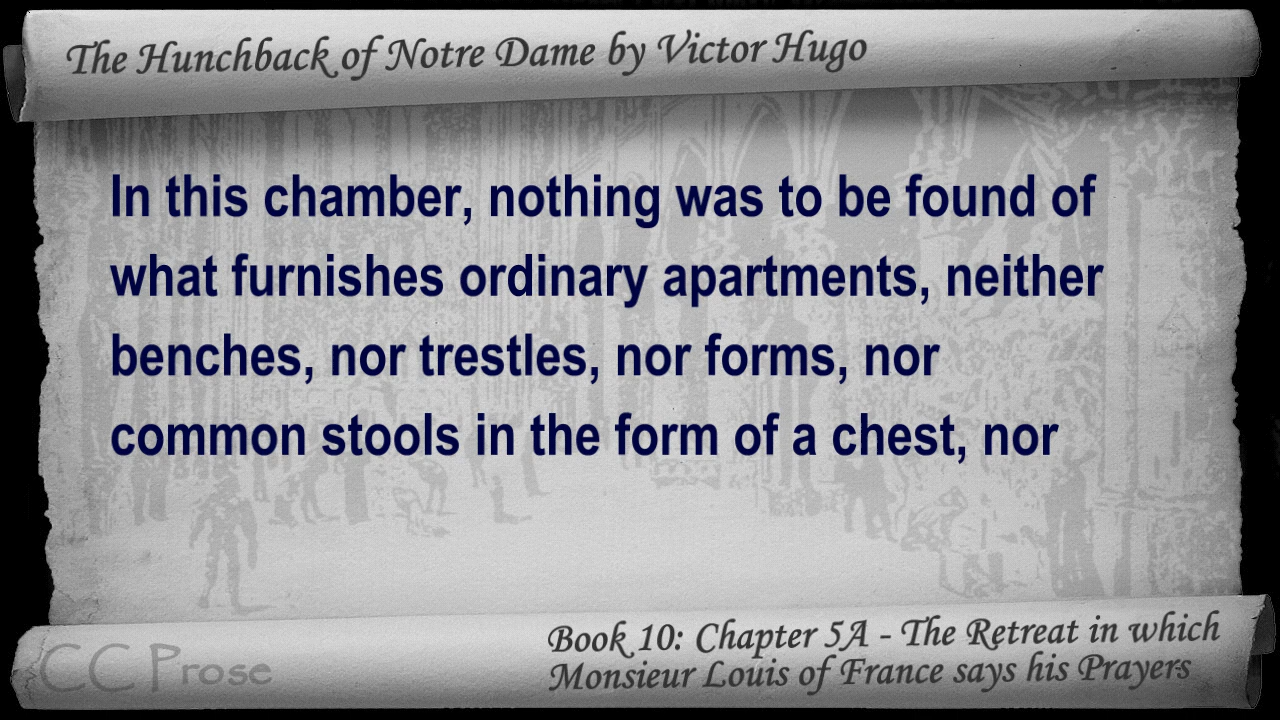 The Hunchback of Notre Dame by Victor Hugo
In this chamber, nothing was to be found of
what furnishes ordinary apartments, neither
benches, nor trestles, nor forms, nor
common stools in the form of a chest, nor
CC Prose
Book 10: Chapter 5A - The Retreat in which
Monsieur Louis of France says his Prayers